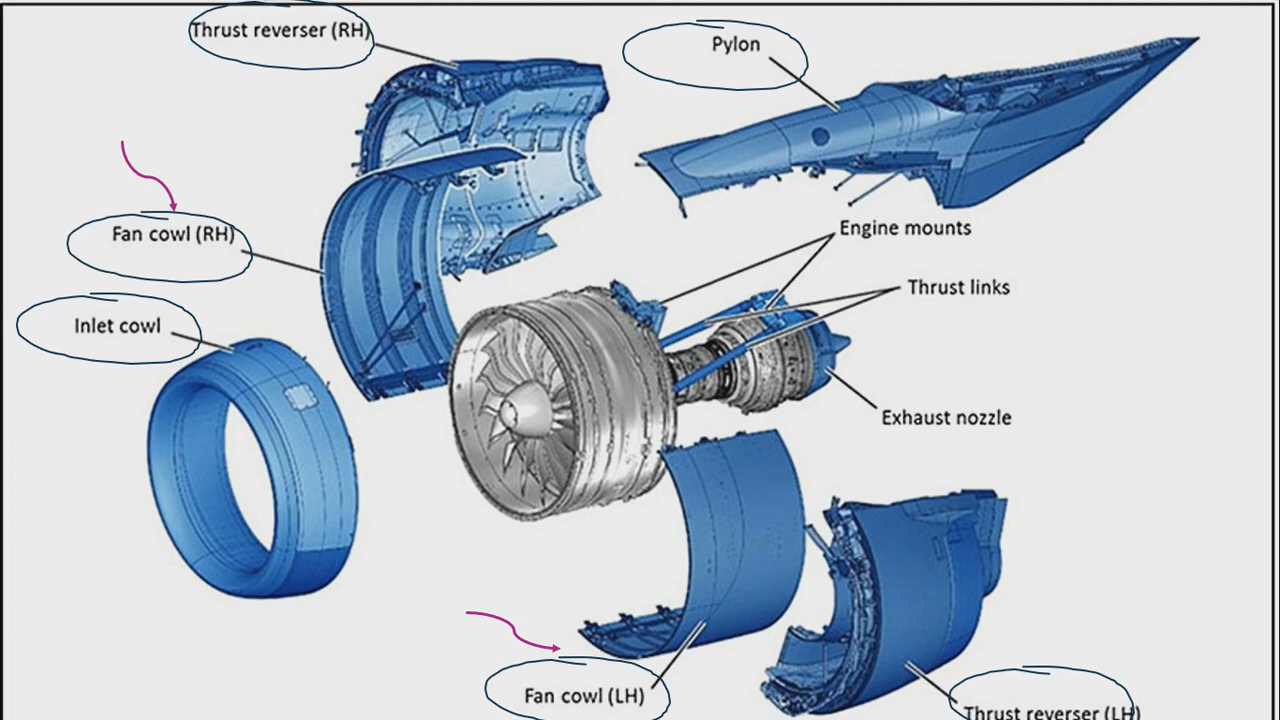 Thrust reverser (RH)
Pylon
Fan cowl (RH)
Engine mounts
Thrust links
Inlet cowl
Exhaust nozzle
Fan cowl (LH)
Thrust reverser (LH)